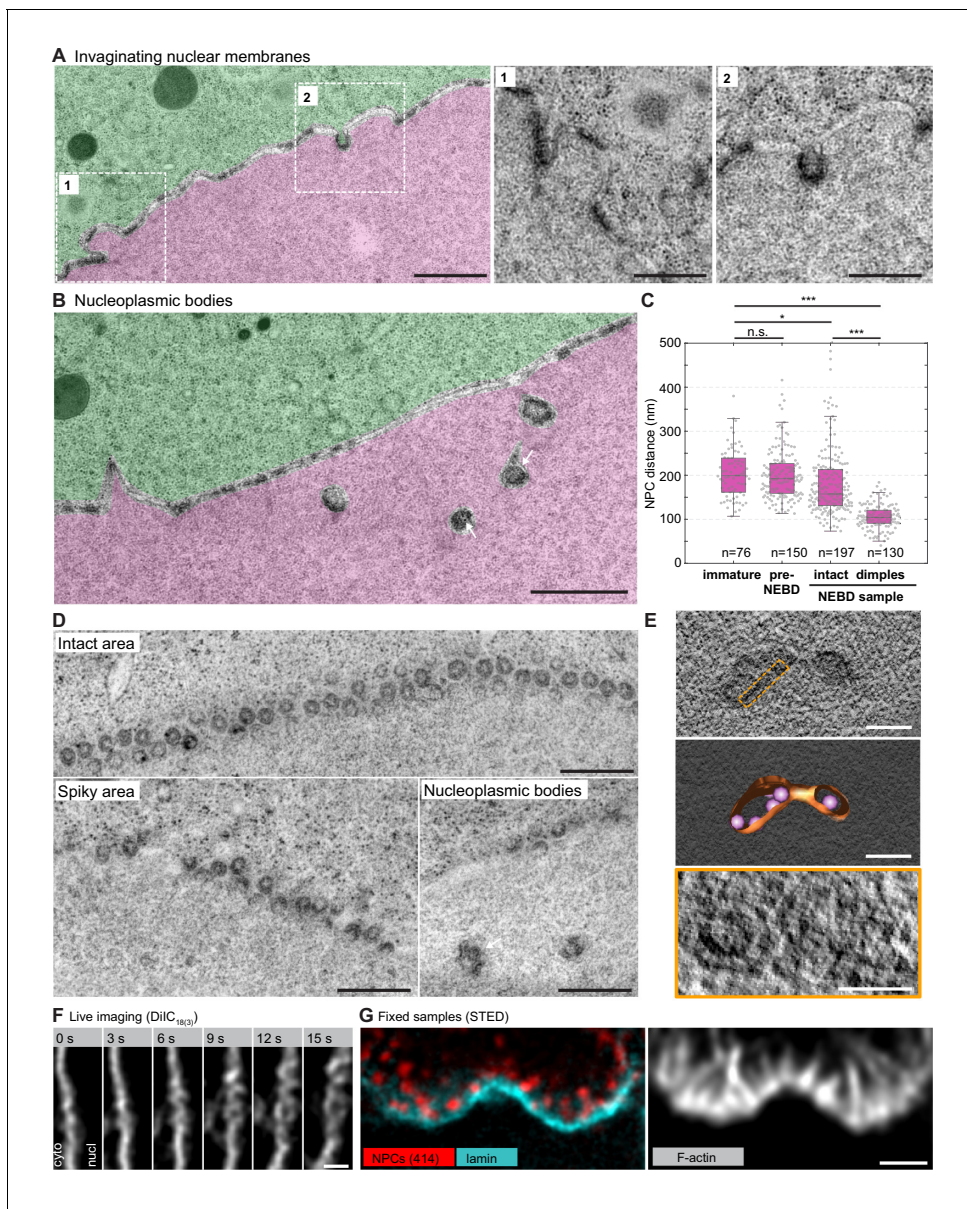 A Invaginating nuclear membranes
1
2
1
2
B Nucleoplasmic bodies
C
***
*
n.s.
***
NPC distance (nm)
500
400
300
200
100
0
n=76 n=150 n=197 n=130
immature pre-NEBD intact dimples
NEBD sample
D
Intact area
Spiky area
Nucleoplasmic bodies
E
F Live imaging (DiIC18(3))
0 s 3 s 6 s 9 s 12 s 15 s
cyto nucl
G Fixed samples (STED)
NPCs (414) lamin
F-actin